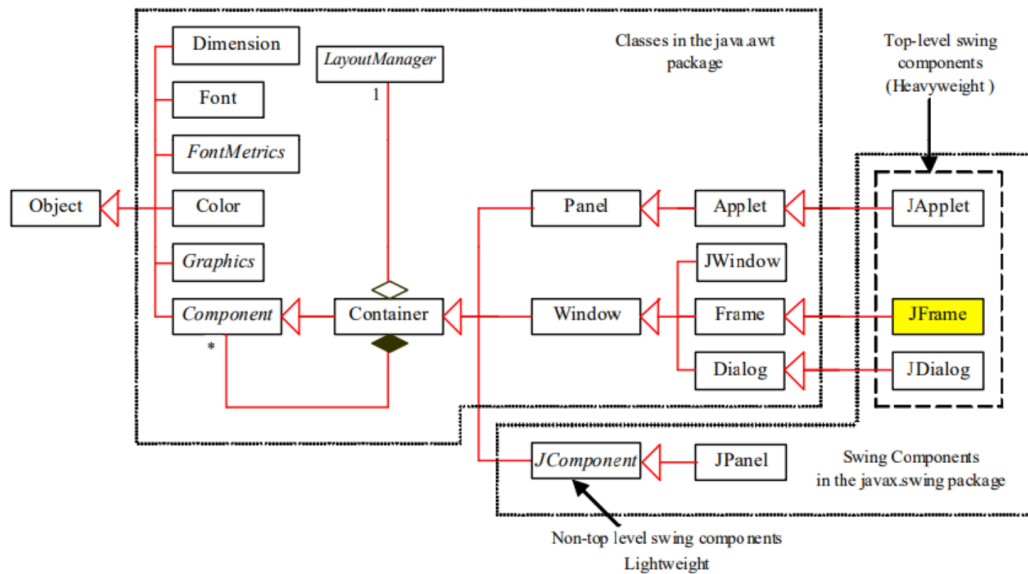 Dimension
LayoutManager
1
Classes in the java.awt
package
Top-level swing
components
(Heavyweight )
Font
FontMetrics
Object
Color
Panel
Applet
JApplet
Graphics
JWindow
Component
*
Container
Window
Frame
JFrame
Dialog
JDialog
JComponent
JPanel
Swing Components
in the javax.swing package
Non-top level swing components
Lightweight